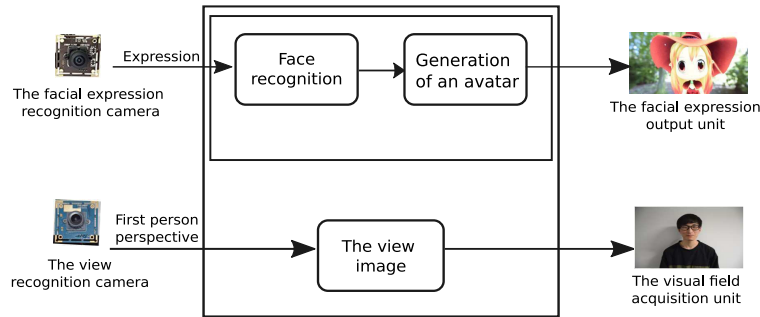 The facial expression
recognition camera
Expression
Face
recognition
Generation
of an avatar
The facial expression
output unit
The view
recognition camera
First person
perspective
The view
image
The visual field
acquisition unit